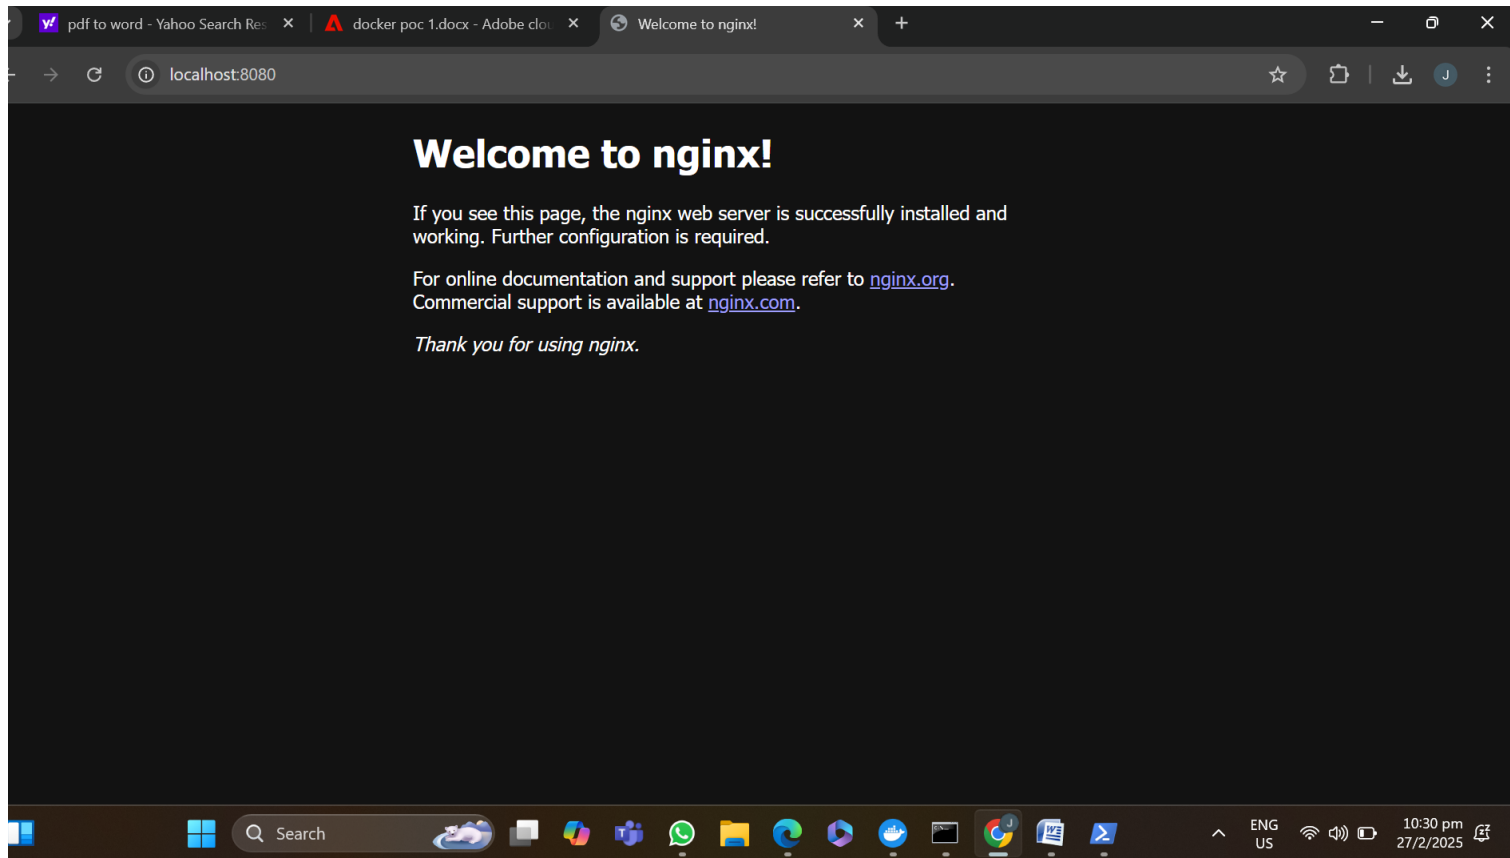 pdf to word - Yahoo Search Res
docker poc 1.docx - Adobe clou
Welcome to nginx!
localhost:8080
J
Welcome to nginx!
If you see this page, the nginx web server is successfully installed and
working. Further configuration is required.
For online documentation and support please refer to nginx.org.
Commercial support is available at nginx.com.
Thank you for using nginx.
Search
ENG
US
10:30 pm
27/2/2025